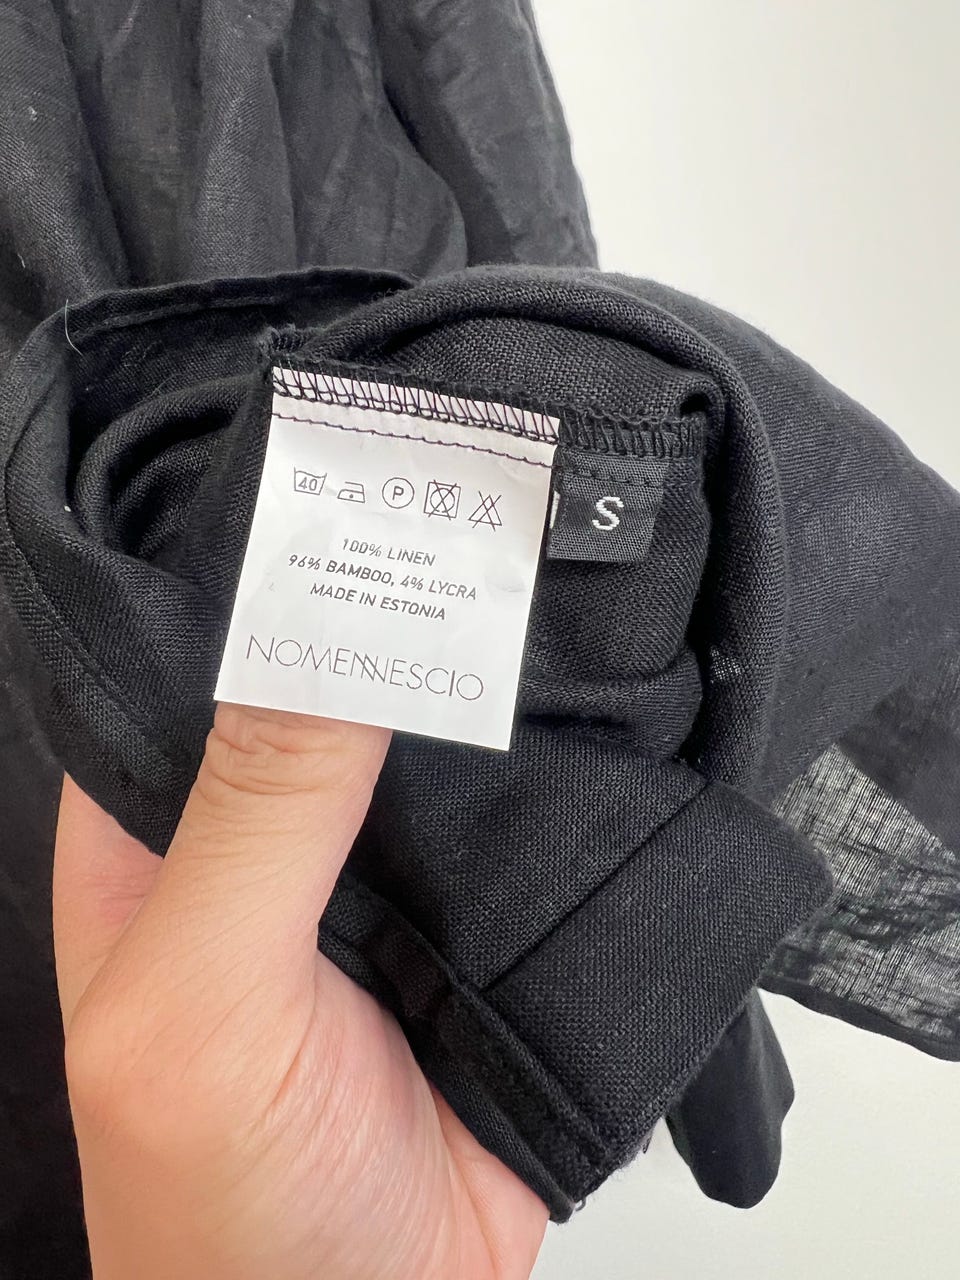 40 P
S
100% LINEN
96% BAMBOO, 4% LYCRA
MADE IN ESTONIA
NOMENNESCIO